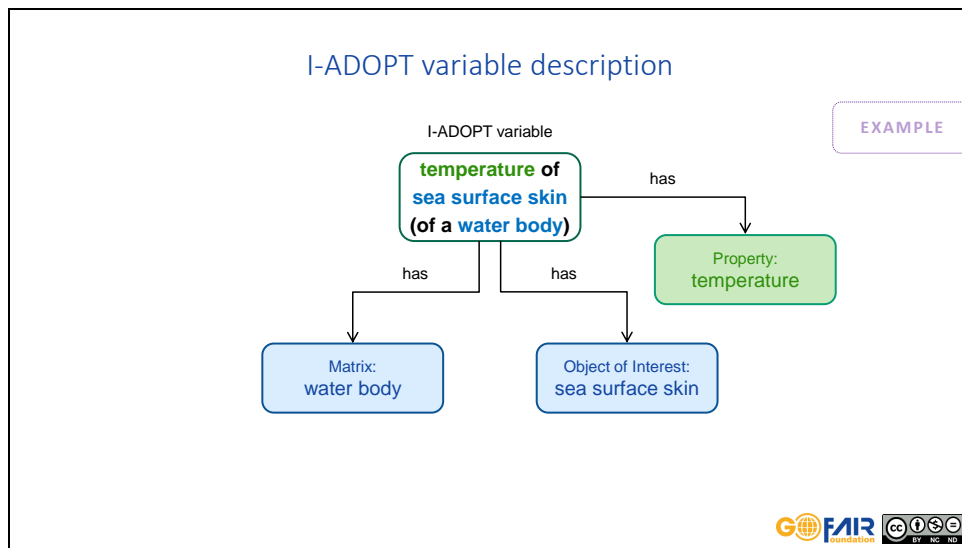 I-ADOPT variable description
EXAMPLE
I-ADOPT variable
temperature of
sea surface skin
(of a water body)
has
Property:
temperature
has
has
Matrix:
water body
Object of Interest:
sea surface skin
GO FAIR
Foundation
cc
BY NC ND